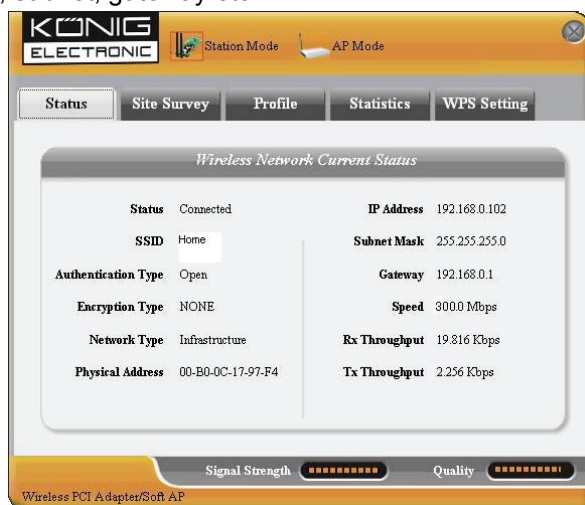 KÖNIG
ELECTRONIC
Station Mode
AP Mode
Status
Site Survey
Profile
Statistics
WPS Setting
Wireless Network Current Status
Status Connected
IP Address 192.168.0.102
SSID Home
Subnet Mask 255.255.255.0
Authentication Type Open
Gateway 192.168.0.1
Encryption Type NONE
Speed 300.0 Mbps
Network Type Infrastructure
Rx Throughput 19.816 Kbps
Physical Address 00-B0-0C-17-97-F4
Tx Throughput 2.256 Kbps
Signal Strength
Quality
Wireless PCI Adapter/Soft AP